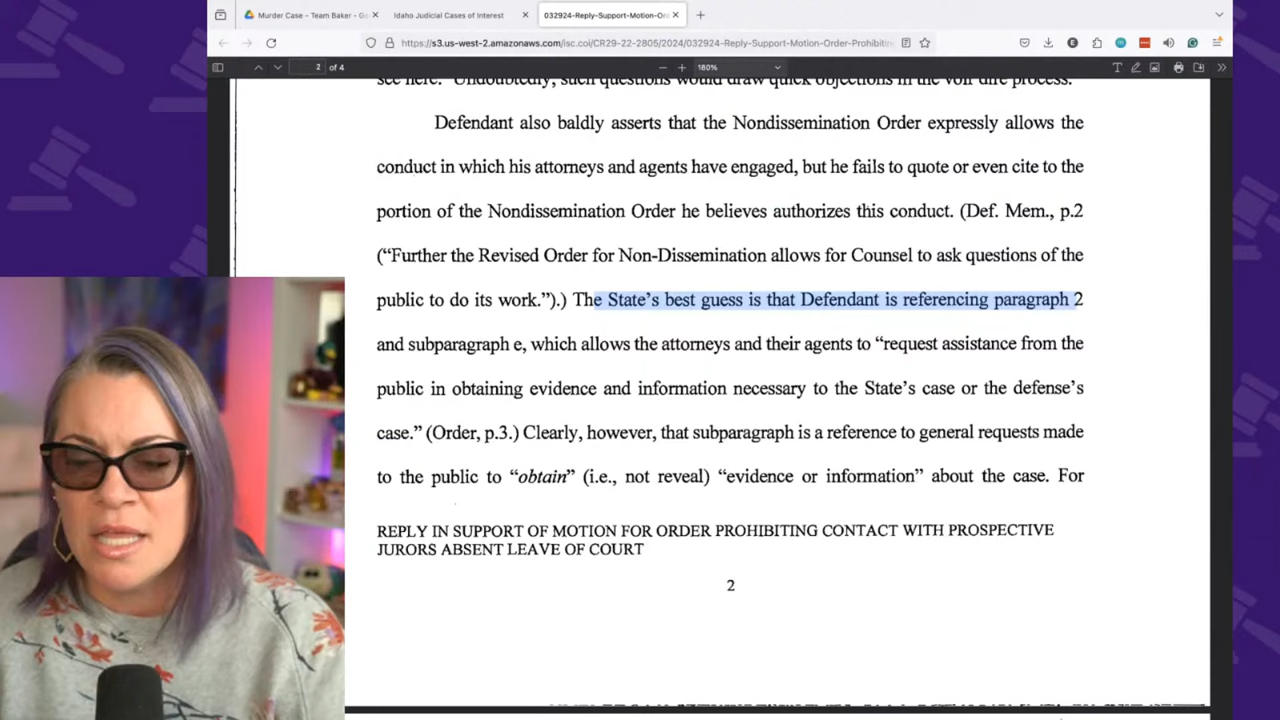 Murder Case - Team Baker - Go
Idaho Judicial Cases of Interest
032924-Reply-Support-Motion-Or
https://s3.us-west-2.amazonaws.com/isc.coi/CR29-22-2805/2024/032924-Reply-Support-Motion-Order-Prohibitin
2 of 4
180%
see here. Undoubtedly, such questions would draw quick objections in the voir dire process.
Defendant also baldly asserts that the Nondissemination Order expressly allows the
conduct in which his attorneys and agents have engaged, but he fails to quote or even cite to the
portion of the Nondissemination Order he believes authorizes this conduct. (Def. Mem., p.2
(“Further the Revised Order for Non-Dissemination allows for Counsel to ask questions of the
public to do its work.”).) The State’s best guess is that Defendant is referencing paragraph 2
and subparagraph e, which allows the attorneys and their agents to “request assistance from the
public in obtaining evidence and information necessary to the State’s case or the defense’s
case.” (Order, p.3.) Clearly, however, that subparagraph is a reference to general requests made
to the public to “obtain” (i.e., not reveal) “evidence or information” about the case. For
REPLY IN SUPPORT OF MOTION FOR ORDER PROHIBITING CONTACT WITH PROSPECTIVE
JURORS ABSENT LEAVE OF COURT
2